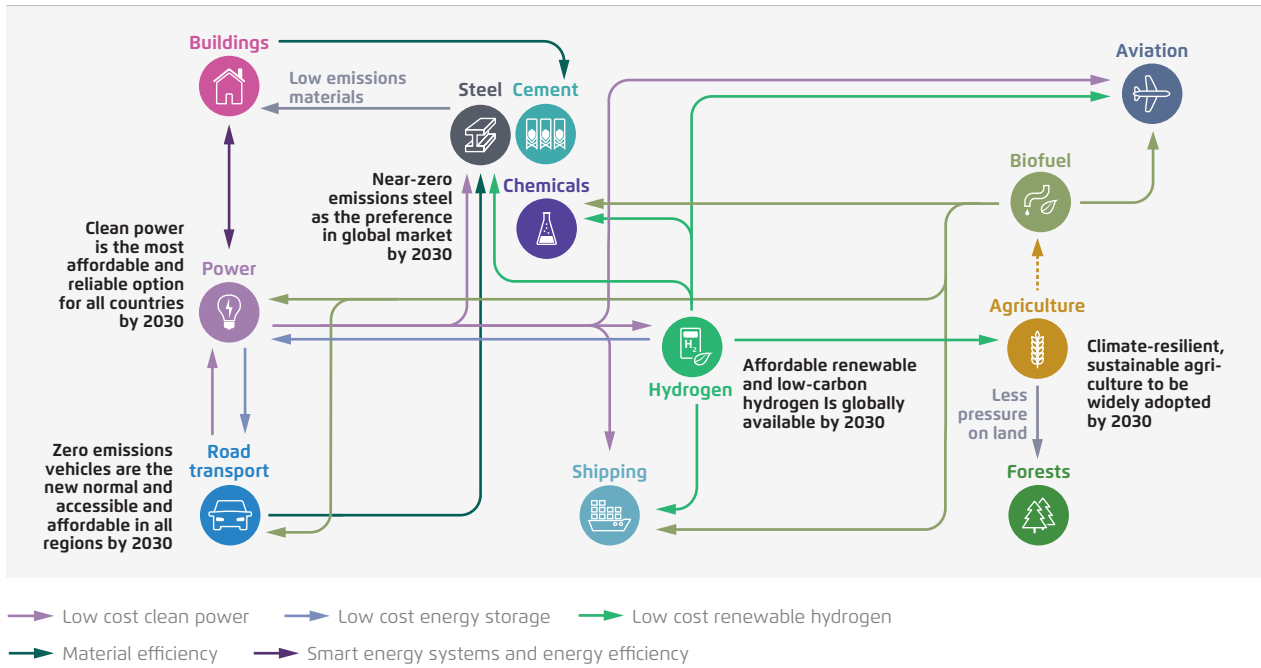 Buildings
Low emissions
materials
Steel
Cement
Aviation
Near-zero
emissions steel
as the preference
in global market
by 2030
Chemicals
Biofuel
Clean power
is the most
affordable and
reliable option
for all countries
by 2030
Power
H2
Hydrogen
Affordable renewable
and low-carbon
hydrogen Is globally
available by 2030
Agriculture
Climate-resilient,
sustainable agri-
culture to be
widely adopted
by 2030
Less
pressure
on land
Zero emissions
vehicles are the
new normal and
accessible and
affordable in all
regions by 2030
Road
transport
Shipping
Forests
Low cost clean power
Low cost energy storage
Low cost renewable hydrogen
Material efficiency
Smart energy systems and energy efficiency